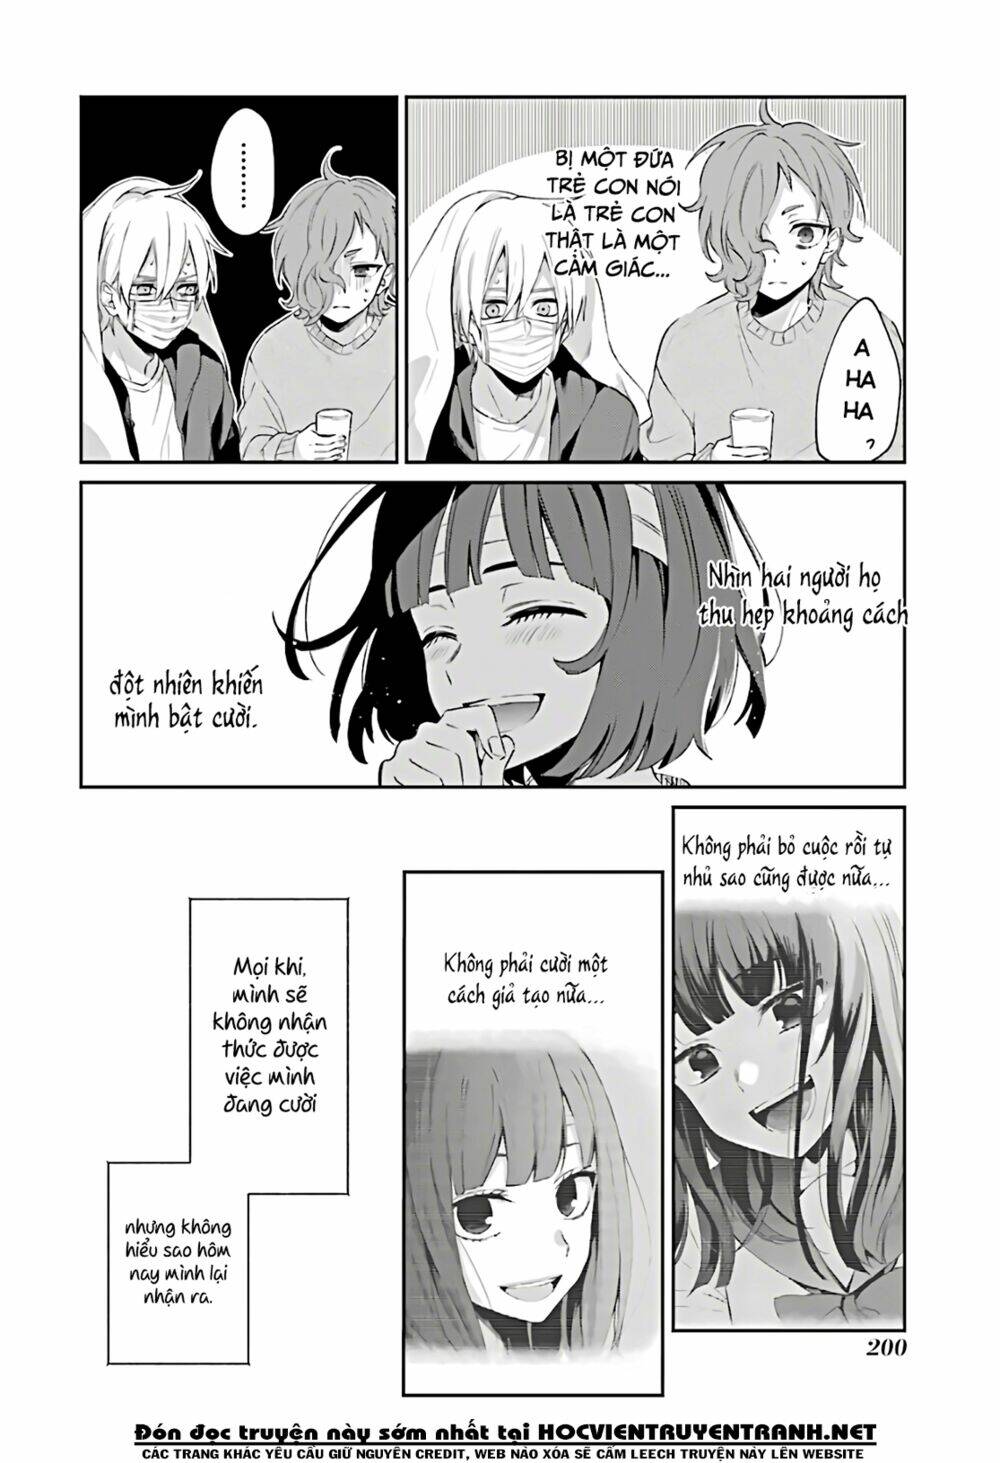 BỊ MỘT ĐỨA
TRẺ CON NÓI
LÀ TRẺ CON
THẬT LÀ MỘT
CẢM GIÁC...
A
HA
HA
?
.........
Nhìn hai người họ
thu hẹp khoảng cách
đột nhiên khiến
mình bật cười.
Không phải bỏ cuộc rồi tự
nhủ sao cũng được nữa...
Không phải cười một
cách giả tạo nữa...
Mọi khi,
mình sẽ
không nhận
thức được
việc mình
đang cười
nhưng không
hiểu sao hôm
nay mình lại
nhận ra.
200
Đón đọc truyện này sớm nhất tại HOCVIENTRUYENTRANH.NET
CÁC TRANG KHÁC YÊU CẦU GIỮ NGUYÊN CREDIT, WEB NÀO XÓA SẼ CẤM LEECH TRUYỆN NÀY LÊN WEBSITE